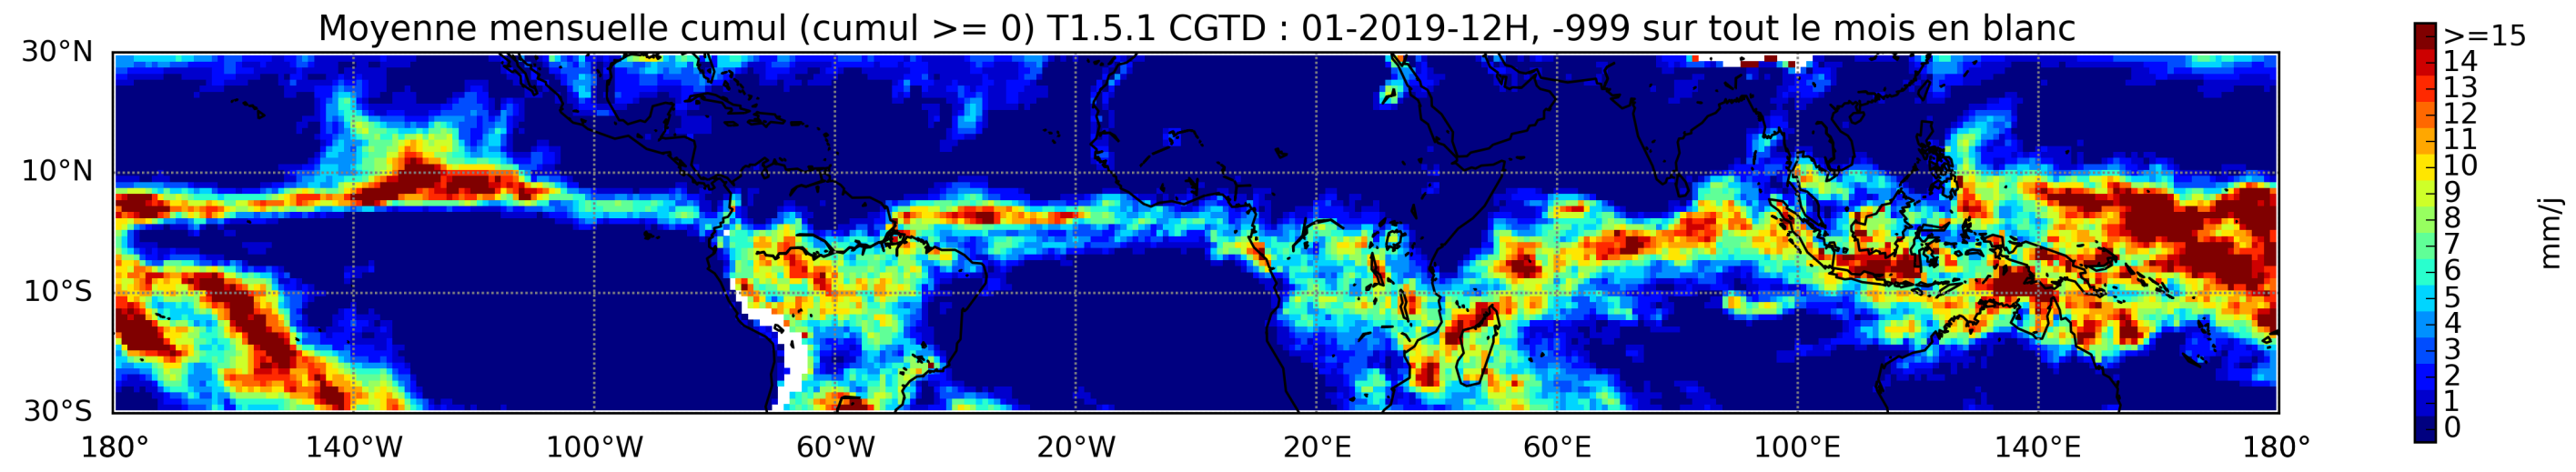 Moyenne mensuelle cumul (cumul >= 0) T1.5.1 CGTD : 01-2019-12H, -999 sur tout le mois en blanc
30°N
10°N
10°S
30°S
180° 140°W 100°W 60°W 20°W 20°E 60°E 100°E 140°E 180°
>=15
14
13
12
11
10
9
8
7
6
5
4
3
2
1
0
mm/j